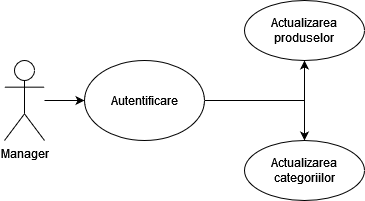 Actualizarea
produselor
Autentificare
Manager
Actualizarea
categoriilor